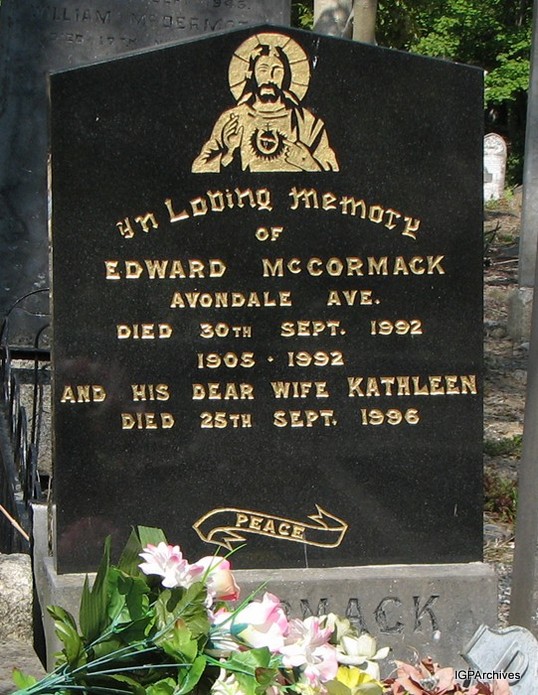 In Loving Memory
OF
EDWARD McCORMACK
AVONDALE AVE.
DIED 30TH SEPT. 1992
1905 - 1992
AND HIS DEAR WIFE KATHLEEN
DIED 25TH SEPT. 1996
PEACE
IGPArchives